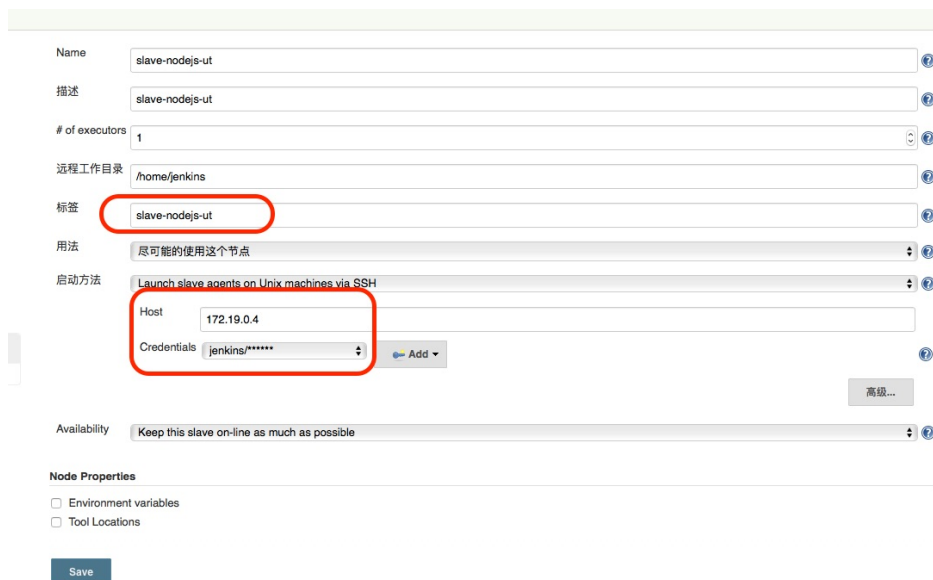 Name
slave-nodejs-ut
描述
slave-nodejs-ut
# of executors
1
远程工作目录
/home/jenkins
标签
slave-nodejs-ut
用法
尽可能的使用这个节点
启动方法
Launch slave agents on Unix machines via SSH
Host
172.19.0.4
Credentials
jenkins/******
Add
高级...
Availability
Keep this slave on-line as much as possible
Node Properties
Environment variables
Tool Locations
Save